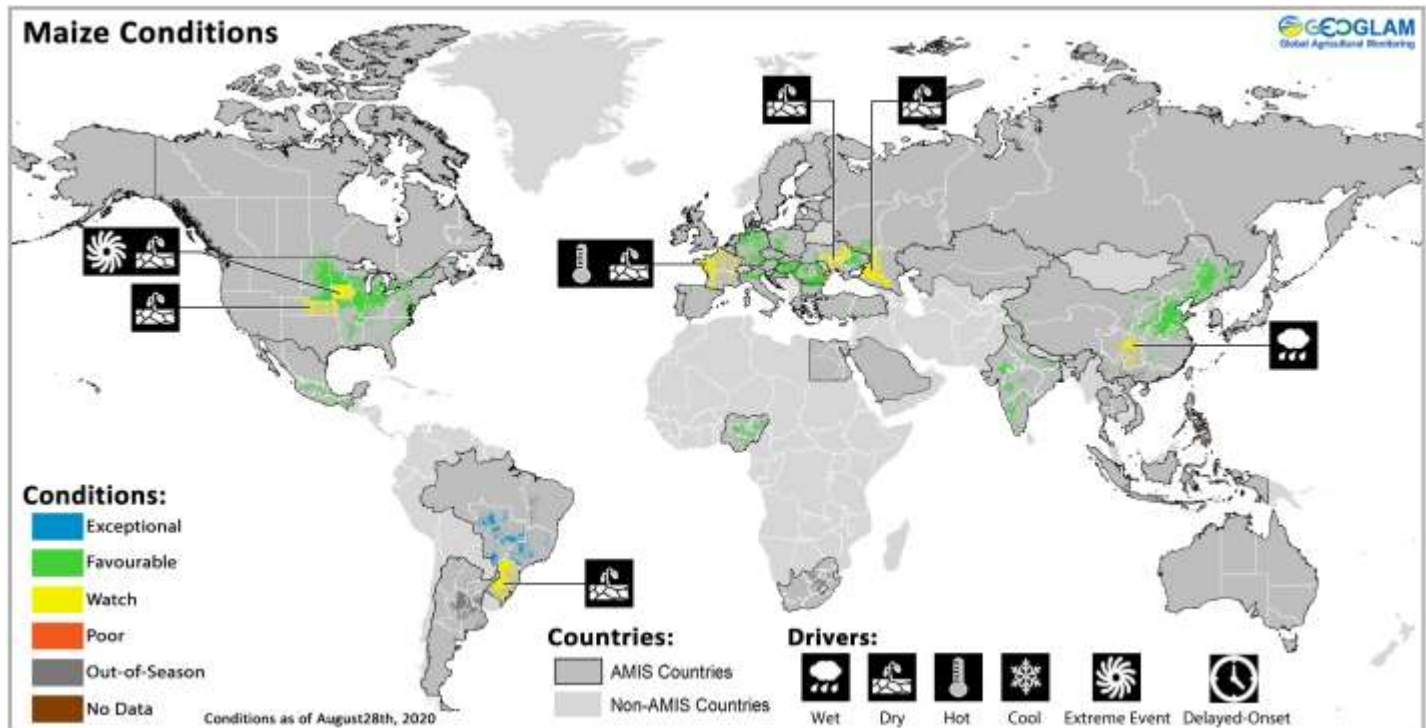 Maize Conditions
GEOGLAM
Global Agricultural Monitoring
Conditions:
Exceptional
Favourable
Watch
Poor
Out-of-Season
No Data
Conditions as of August28th, 2020
Countries:
AMIS Countries
Non-AMIS Countries
Drivers:
Wet
Dry
Hot
Cool
Extreme Event
Delayed-Onset